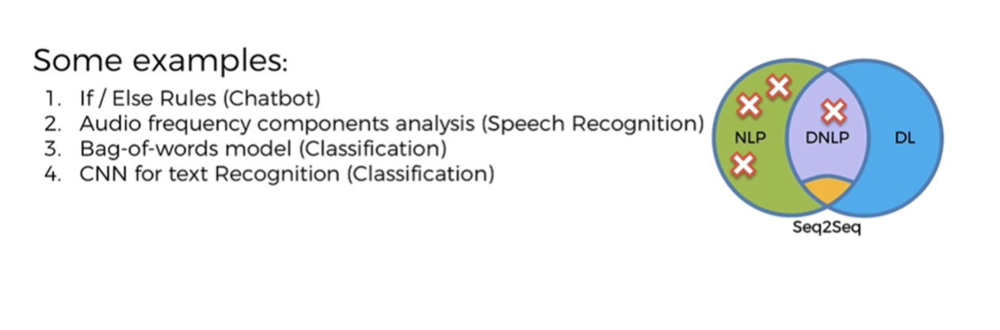 Some examples:
1. If / Else Rules (Chatbot)
2. Audio frequency components analysis (Speech Recognition)
3. Bag-of-words model (Classification)
4. CNN for text Recognition (Classification)
NLP DNLP DL
Seq2Seq